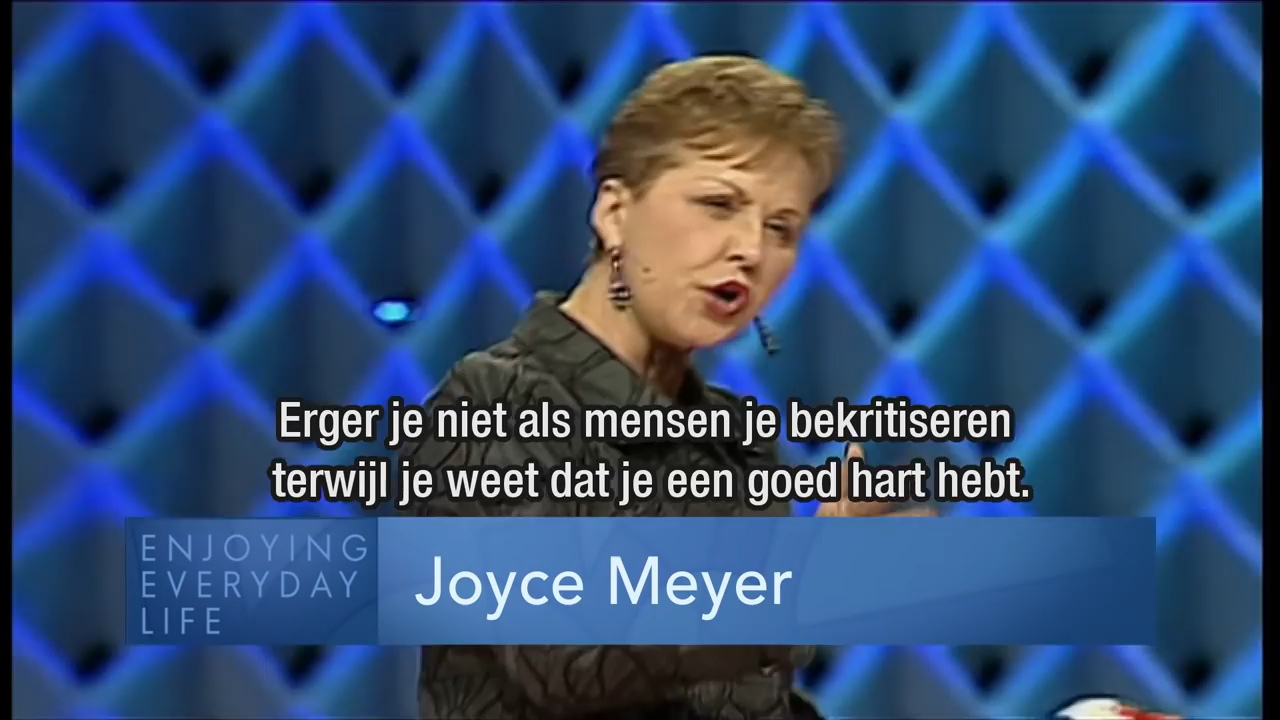 Erger je niet als mensen je bekritiseren
terwijl je weet dat je een goed hart hebt.
ENJOYING
EVERYDAY
LIFE
Joyce Meyer